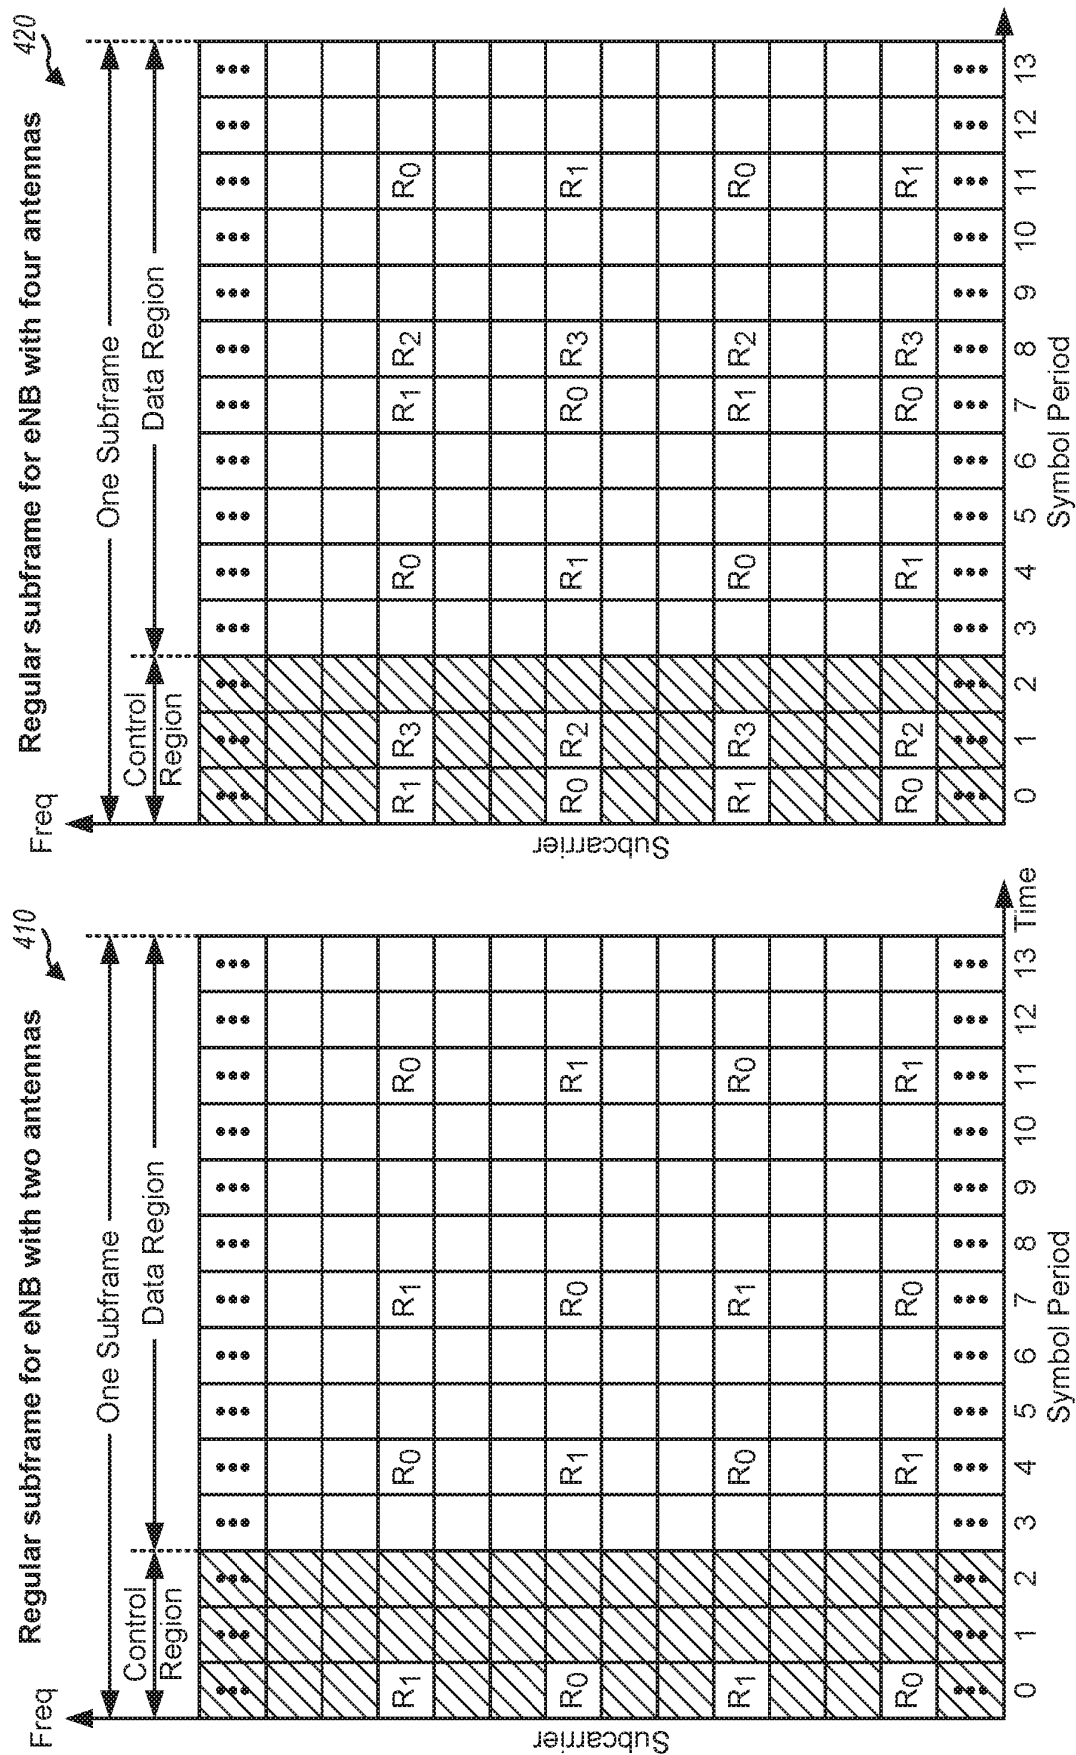 Regular subframe for eNB with two antennas
410
Freq
One Subframe
Control
Region
Data Region
Subcarrier
R1 R0 R1 R0
R0 R1 R0 R1
R1 R0 R1 R0
R0 R1 R0 R1
0 1 2 3 4 5 6 7 8 9 10 11 12 13
Time
Symbol Period
Regular subframe for eNB with four antennas
420
Freq
One Subframe
Control
Region
Data Region
Subcarrier
R1 R3 R0 R1 R2 R0
R0 R2 R1 R0 R3 R1
R1 R3 R0 R1 R2 R0
R0 R2 R1 R0 R3 R1
0 1 2 3 4 5 6 7 8 9 10 11 12 13
Symbol Period